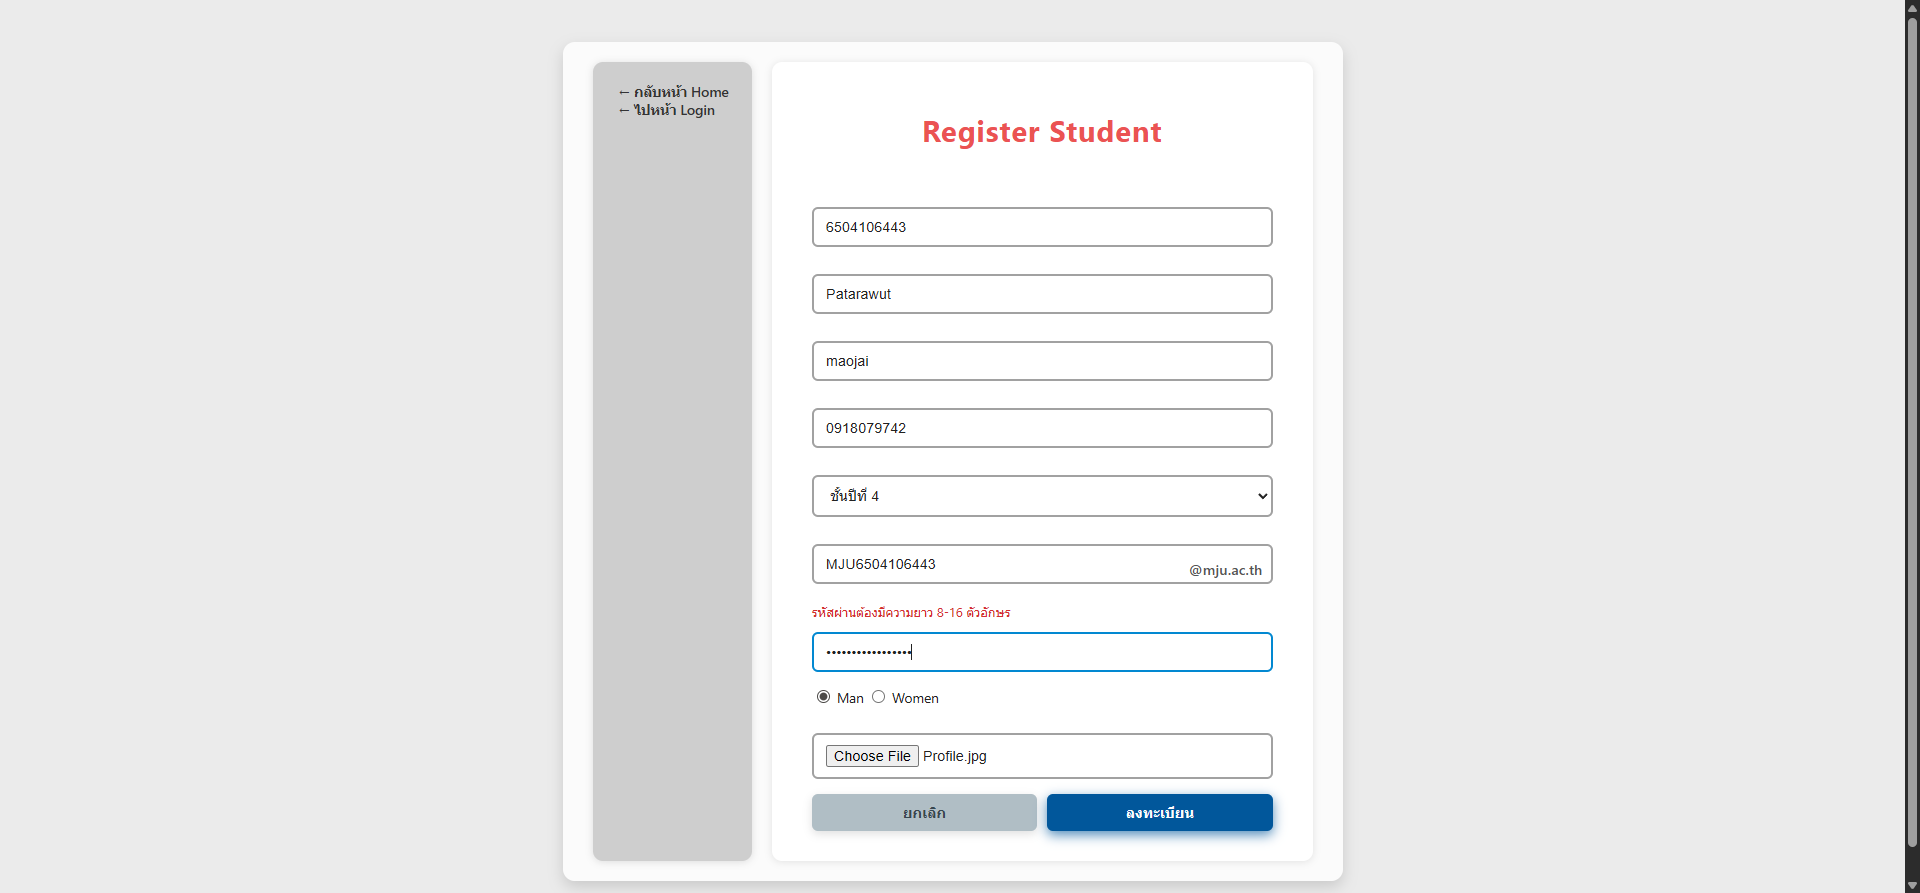 ← กลับหน้า Home
← ไปหน้า Login
Register Student
6504106443
Patarawut
maojai
0918079742
ชั้นปีที่ 4
MJU6504106443
@mju.ac.th
รหัสผ่านต้องมีความยาว 8-16 ตัวอักษร
•••••••••••••••••
Man Women
Choose File Profile.jpg
ยกเลิก
ลงทะเบียน